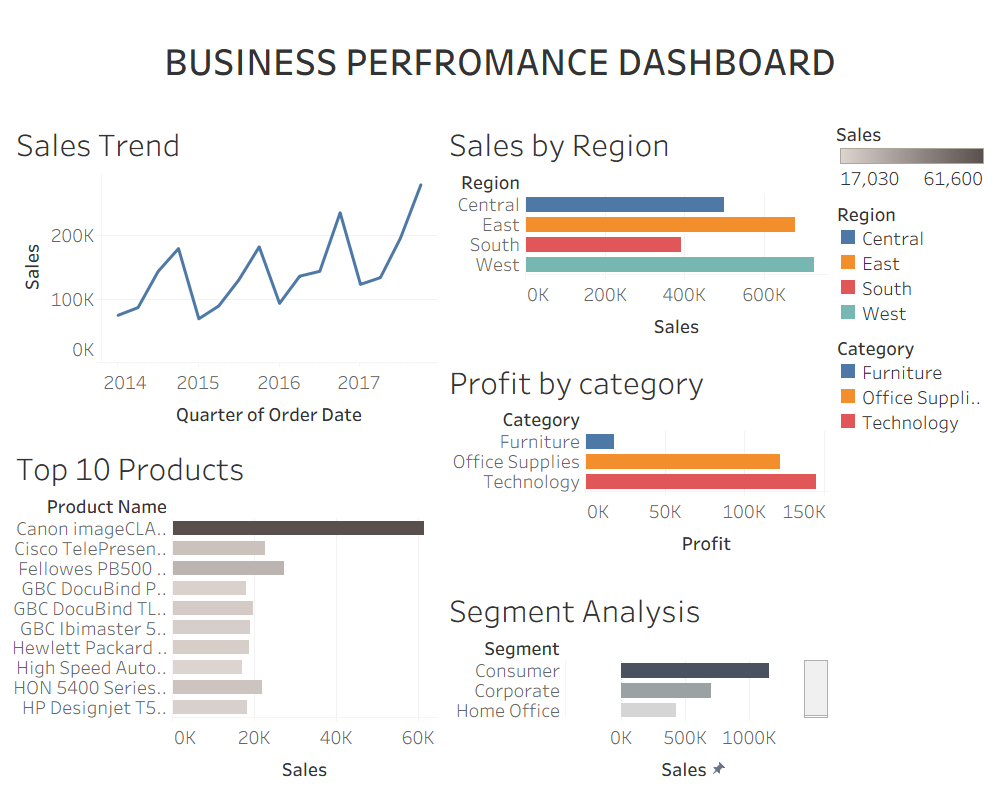 BUSINESS PERFROMANCE DASHBOARD
Sales Trend
Sales
200K
100K
0K
2014 2015 2016 2017
Quarter of Order Date
Top 10 Products
Product Name
Canon imageCLA..
Cisco TelePresen..
Fellowes PB500 ..
GBC DocuBind P..
GBC DocuBind TL..
GBC Ibimaster 5..
Hewlett Packard ..
High Speed Auto..
HON 5400 Series..
HP Designjet T5..
0K 20K 40K 60K
Sales
Sales by Region
Region
Central
East
South
West
0K 200K 400K 600K
Sales
Profit by category
Category
Furniture
Office Supplies
Technology
0K 50K 100K 150K
Profit
Segment Analysis
Segment
Consumer
Corporate
Home Office
0K 500K 1000K
Sales
Sales
17,030 61,600
Region
Central
East
South
West
Category
Furniture
Office Suppli..
Technology